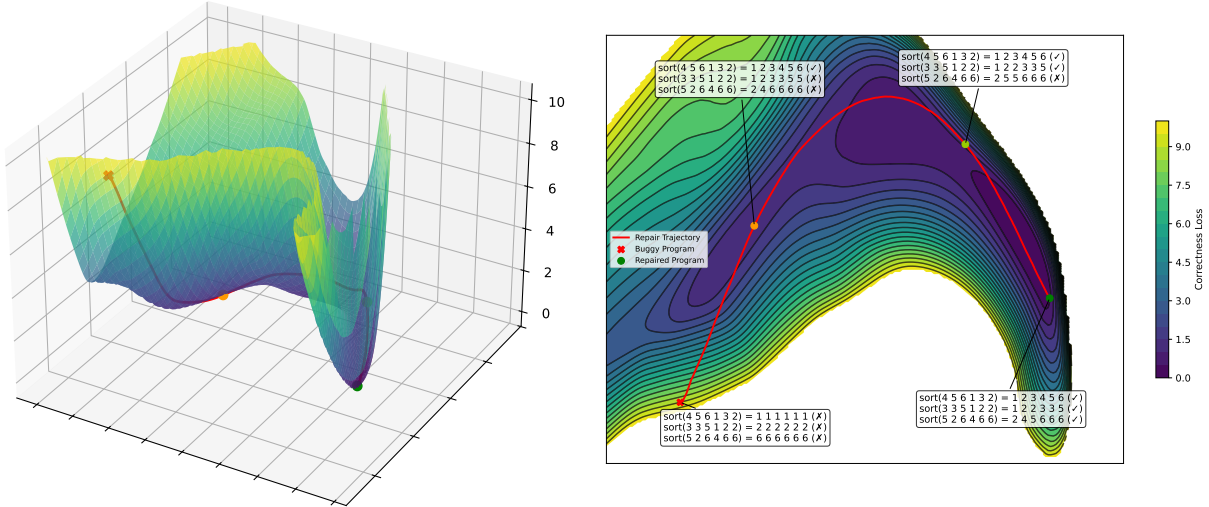 10
8
6
4
2
0
sort(4 5 6 1 3 2) = 1 2 3 4 5 6 (✓)
sort(3 3 5 1 2 2) = 1 2 3 3 5 5 (✗)
sort(5 2 6 4 6 6) = 2 4 6 6 6 6 (✗)
sort(4 5 6 1 3 2) = 1 2 3 4 5 6 (✓)
sort(3 3 5 1 2 2) = 1 2 2 3 3 5 (✓)
sort(5 2 6 4 6 6) = 2 5 5 6 6 6 (✗)
Repair Trajectory
Buggy Program
Repaired Program
sort(4 5 6 1 3 2) = 1 2 3 4 5 6 (✓)
sort(3 3 5 1 2 2) = 1 2 2 3 3 5 (✓)
sort(5 2 6 4 6 6) = 2 4 5 6 6 6 (✓)
sort(4 5 6 1 3 2) = 1 1 1 1 1 1 (✗)
sort(3 3 5 1 2 2) = 2 2 2 2 2 2 (✗)
sort(5 2 6 4 6 6) = 6 6 6 6 6 6 (✗)
9.0
7.5
6.0
4.5
3.0
1.5
0.0
Correctness Loss